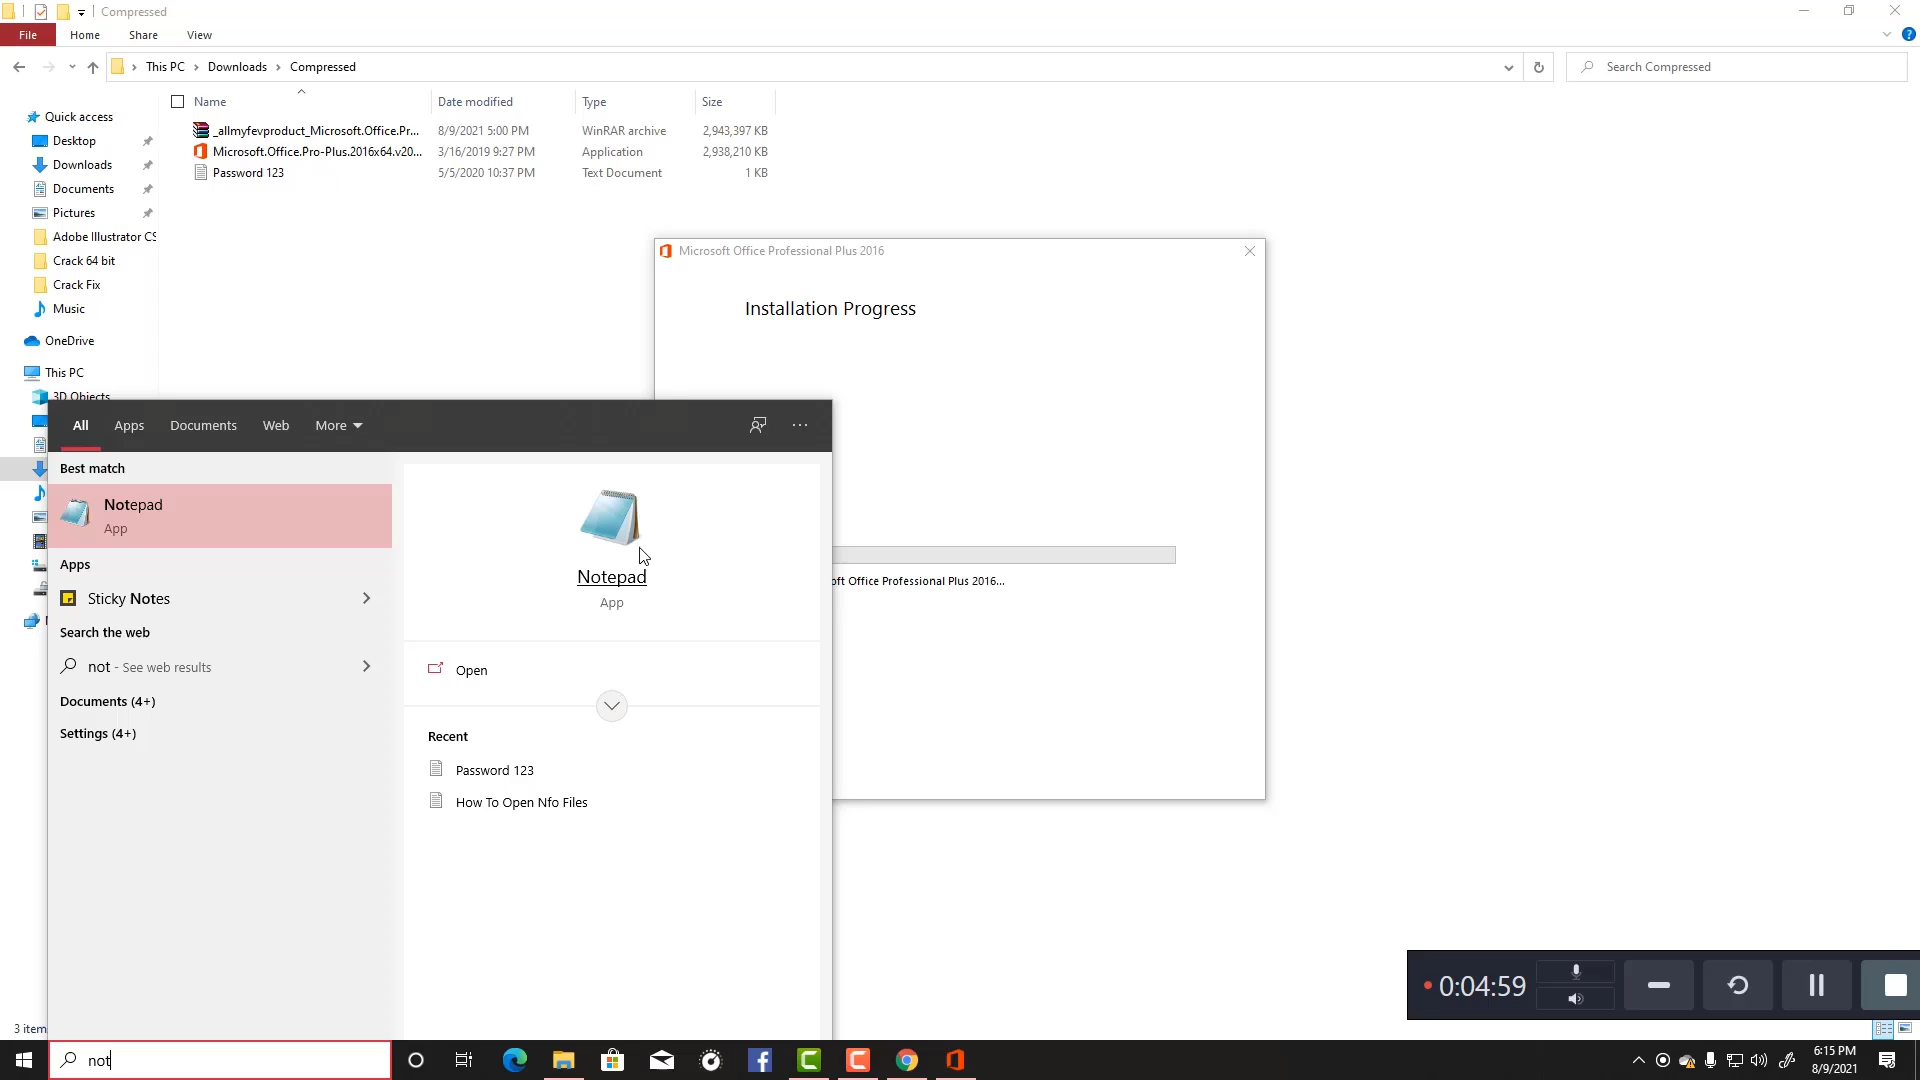 Compressed
File Home Share View
This PC Downloads Compressed
Search Compressed
Name Date modified Type Size
_allmyfevproduct_Microsoft.Office.Pr... 8/9/2021 5:00 PM WinRAR archive 2,943,397 KB
Microsoft.Office.Pro-Plus.2016x64.v20... 3/16/2019 9:27 PM Application 2,938,210 KB
Password 123 5/5/2020 10:37 PM Text Document 1 KB
Quick access
Desktop
Downloads
Documents
Pictures
Adobe Illustrator CS
Crack 64 bit
Crack Fix
Music
OneDrive
This PC
3D Objects
Microsoft Office Professional Plus 2016
Installation Progress
oft Office Professional Plus 2016...
All Apps Documents Web More
Best match
Notepad
App
Apps
Sticky Notes
Search the web
not - See web results
Documents (4+)
Settings (4+)
Notepad
App
Open
Recent
Password 123
How To Open Nfo Files
0:04:59
3 item
not
6:15 PM
8/9/2021